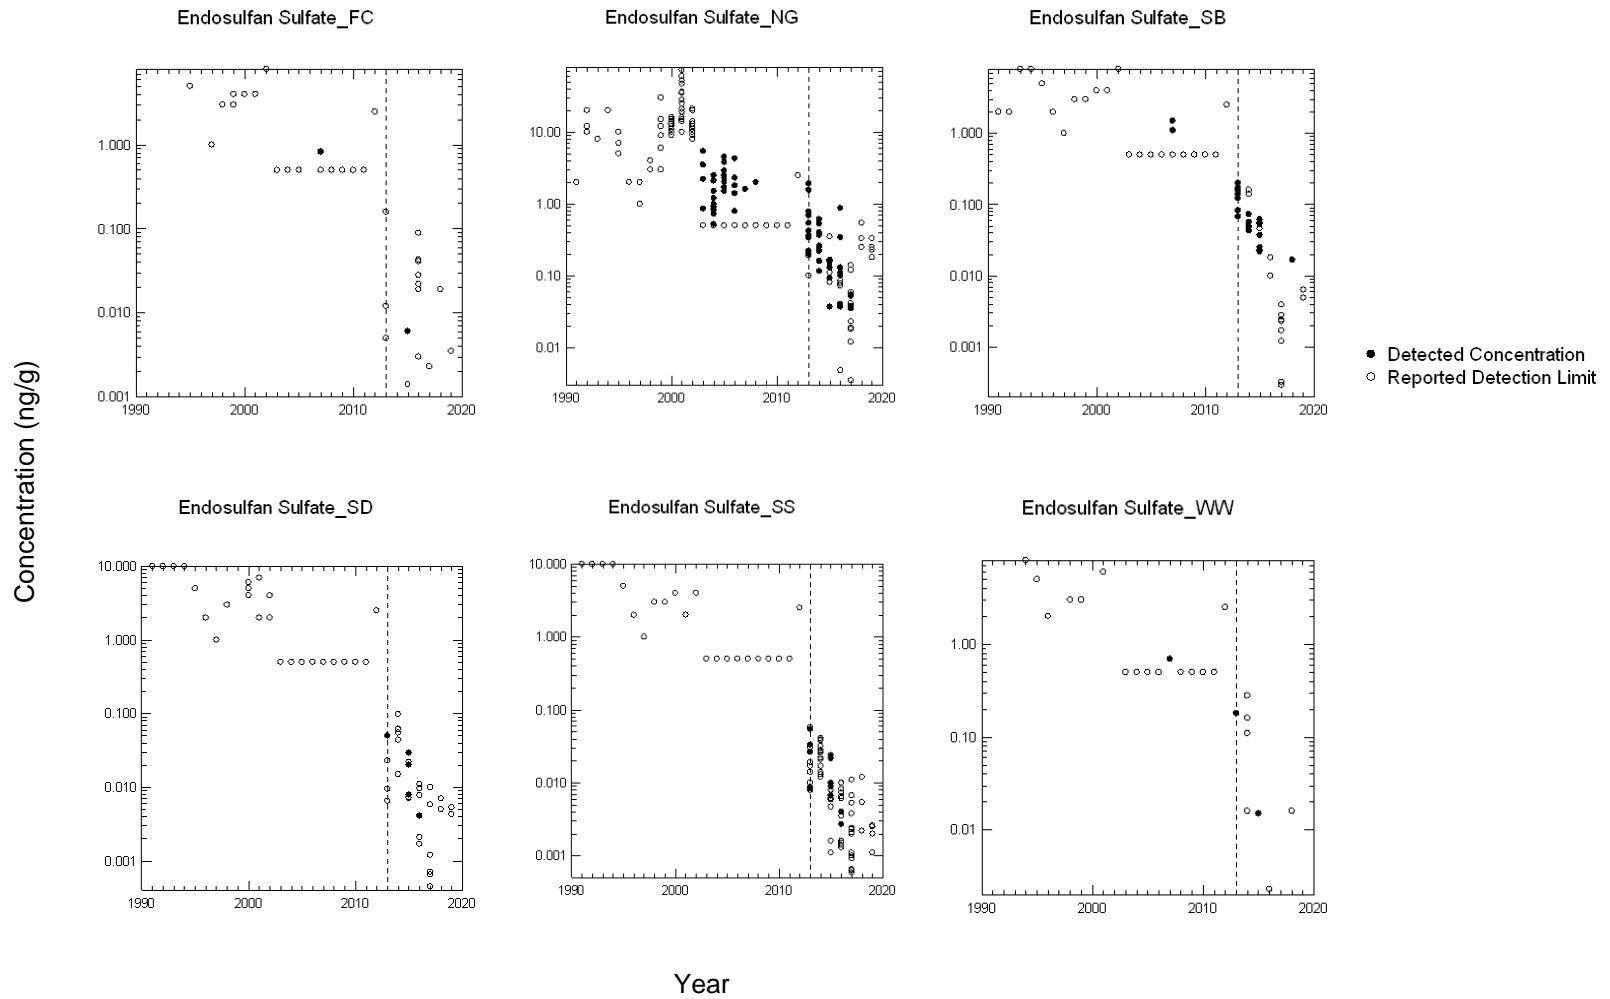 Endosulfan Sulfate_FC
1.000
0.100
0.010
0.001
1990 2000 2010 2020
Endosulfan Sulfate_NG
10.00
1.00
0.10
0.01
1990 2000 2010 2020
Endosulfan Sulfate_SB
1.000
0.100
0.010
0.001
1990 2000 2010 2020
Detected Concentration
Reported Detection Limit
Concentration (ng/g)
Endosulfan Sulfate_SD
10.000
1.000
0.100
0.010
0.001
1990 2000 2010 2020
Endosulfan Sulfate_SS
10.000
1.000
0.100
0.010
0.001
1990 2000 2010 2020
Endosulfan Sulfate_WW
1.00
0.10
0.01
1990 2000 2010 2020
Year